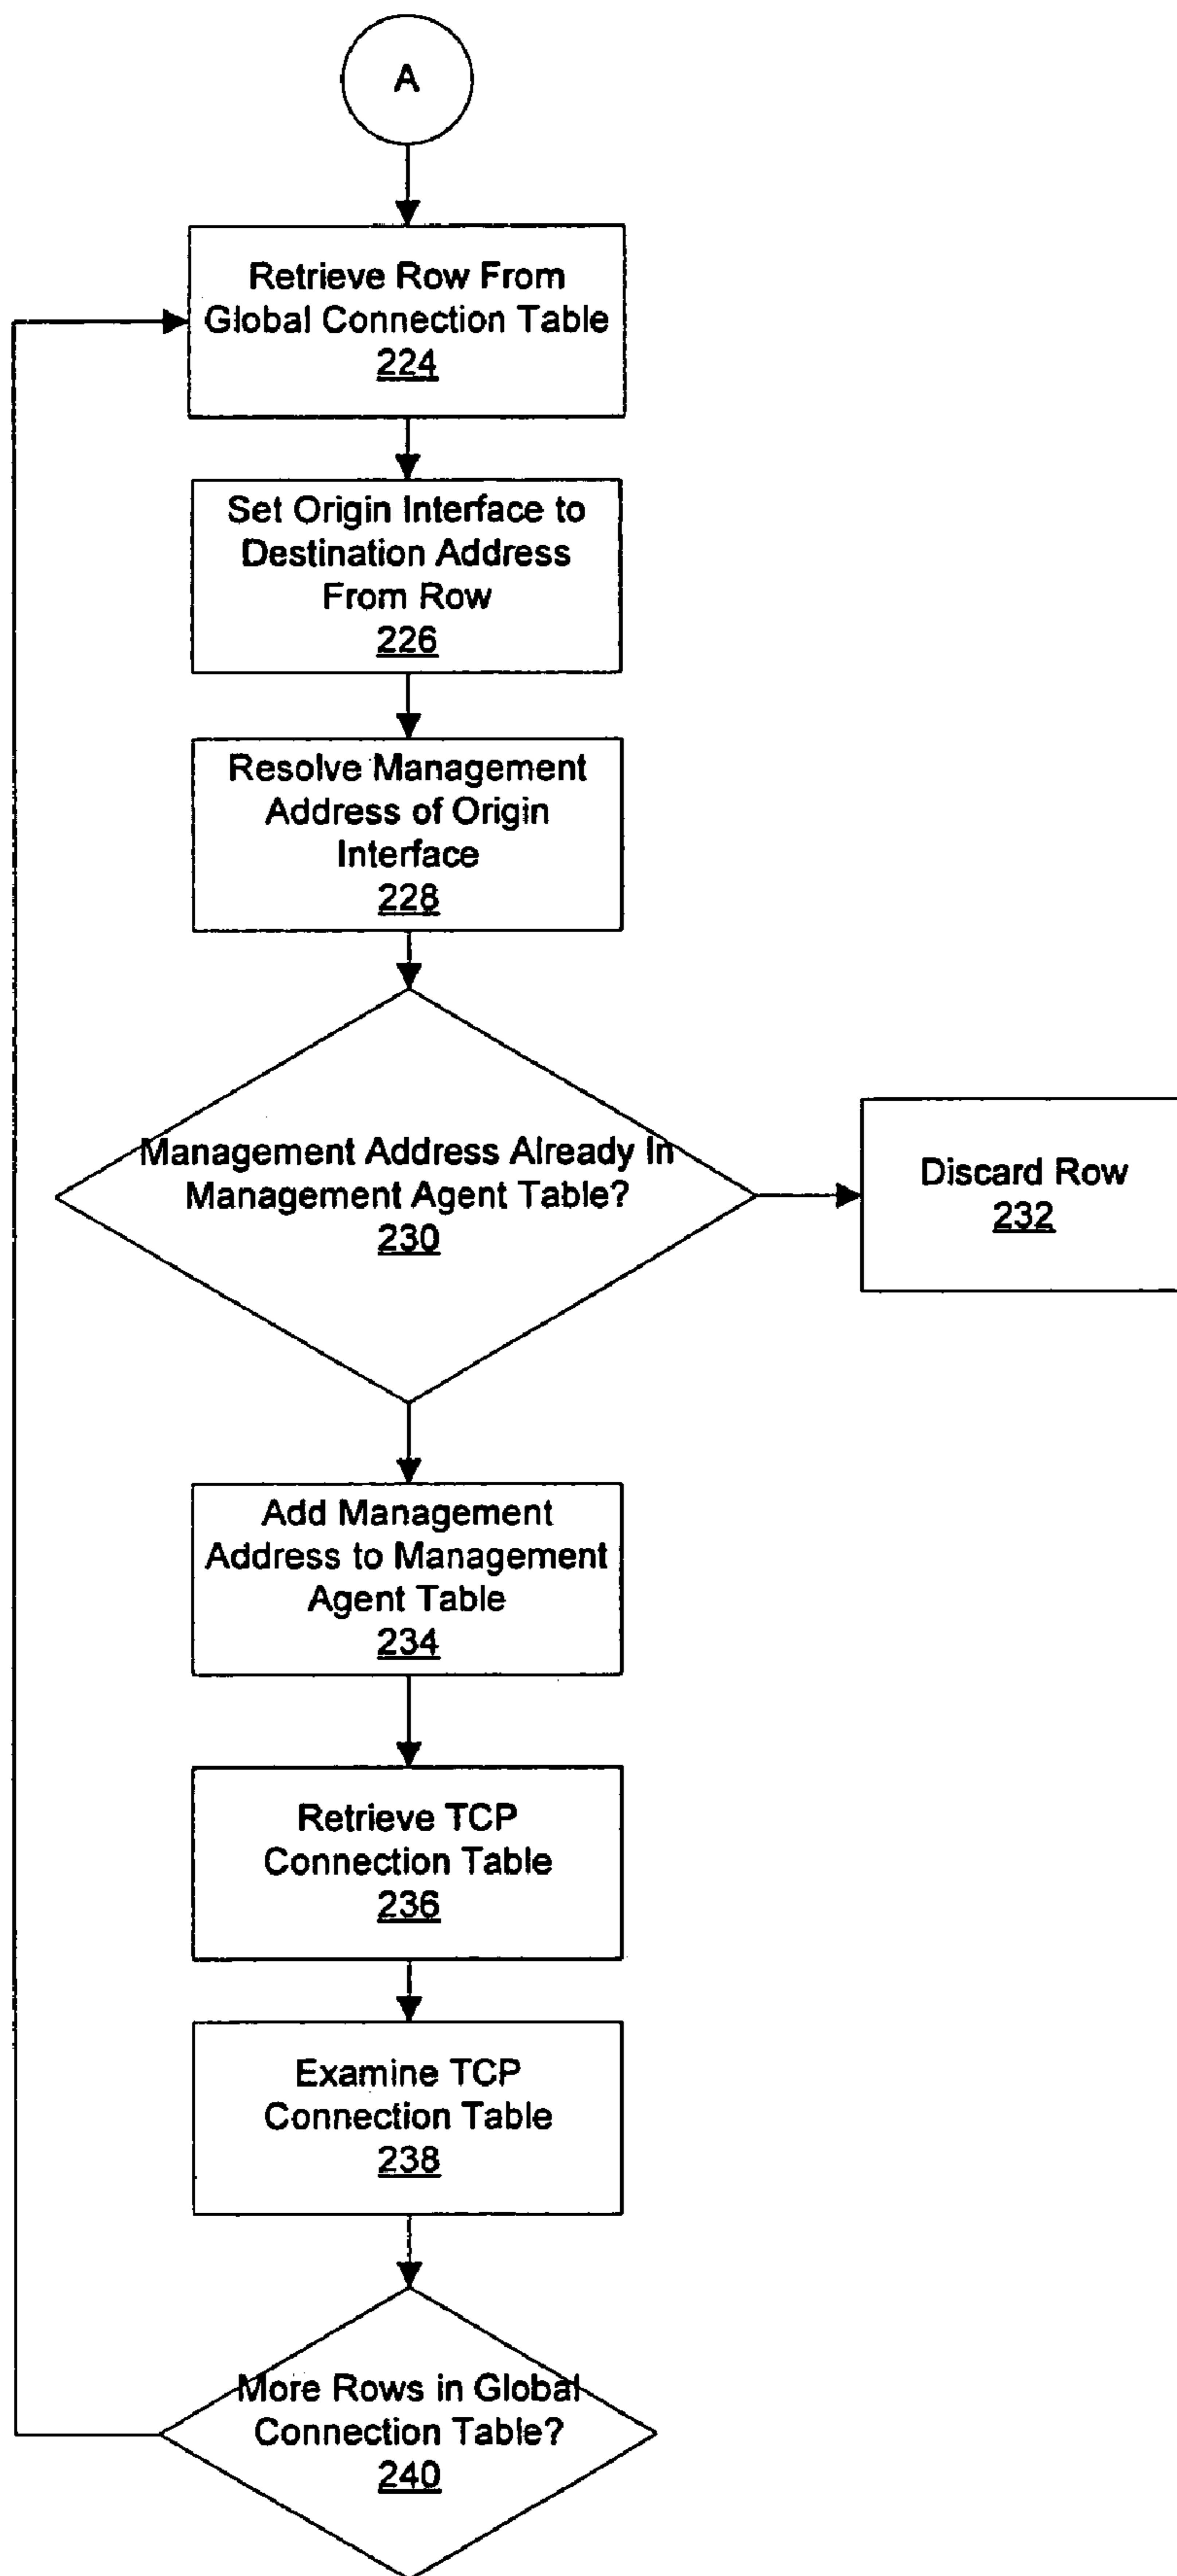 A
Retrieve Row From
Global Connection Table
224
Set Origin Interface to
Destination Address
From Row
226
Resolve Management
Address of Origin
Interface
228
Management Address Already In
Management Agent Table?
230
Discard Row
232
Add Management
Address to Management
Agent Table
234
Retrieve TCP
Connection Table
236
Examine TCP
Connection Table
238
More Rows in Global
Connection Table?
240